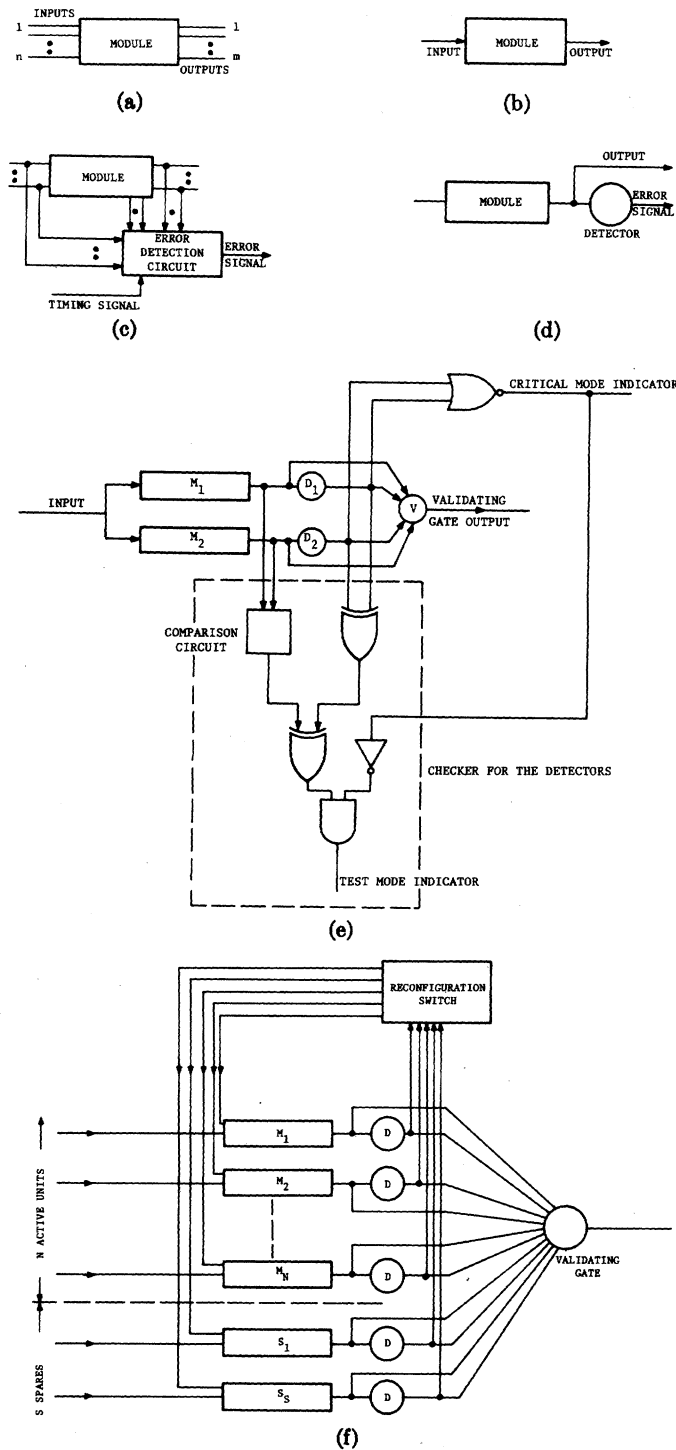 INPUTS
1
1
MODULE
n
m
OUTPUTS
(a)
MODULE
INPUT
OUTPUT
(b)
MODULE
ERROR
DETECTION
CIRCUIT
ERROR
SIGNAL
TIMING SIGNAL
(c)
OUTPUT
MODULE
ERROR
SIGNAL
DETECTOR
(d)
CRITICAL MODE INDICATOR
M1
D1
INPUT
V
VALIDATING
GATE OUTPUT
M2
D2
COMPARISON
CIRCUIT
CHECKER FOR THE DETECTORS
TEST MODE INDICATOR
(e)
RECONFIGURATION
SWITCH
N ACTIVE UNITS
M1
D
M2
D
MN
D
VALIDATING
GATE
S SPARES
S1
D
SS
D
(f)